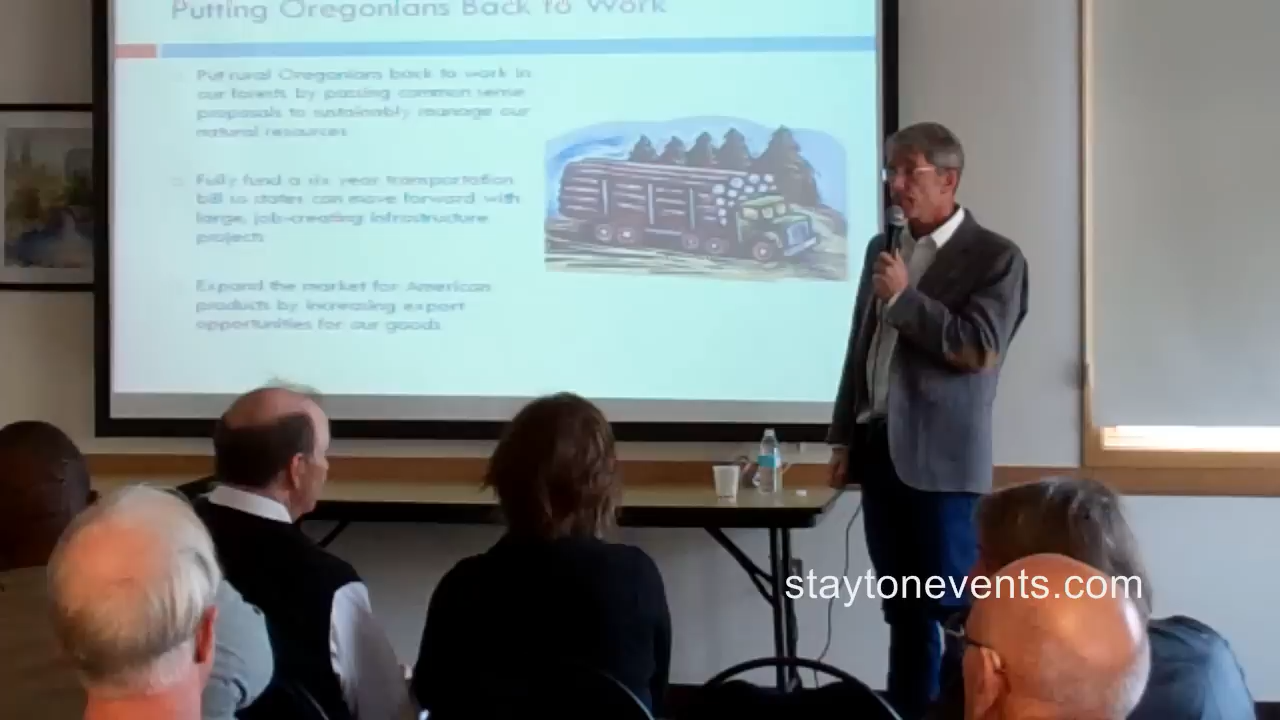 Putting Oregonians Back to Work
Put rural Oregonians back to work in
our forests by passing common sense
proposals to sustainably manage our
natural resources
Fully fund a six year transportation
bill so states can move forward with
large, job-creating infrastructure
projects
Expand the market for American
products by increasing export
opportunities for our goods
staytonevents.com